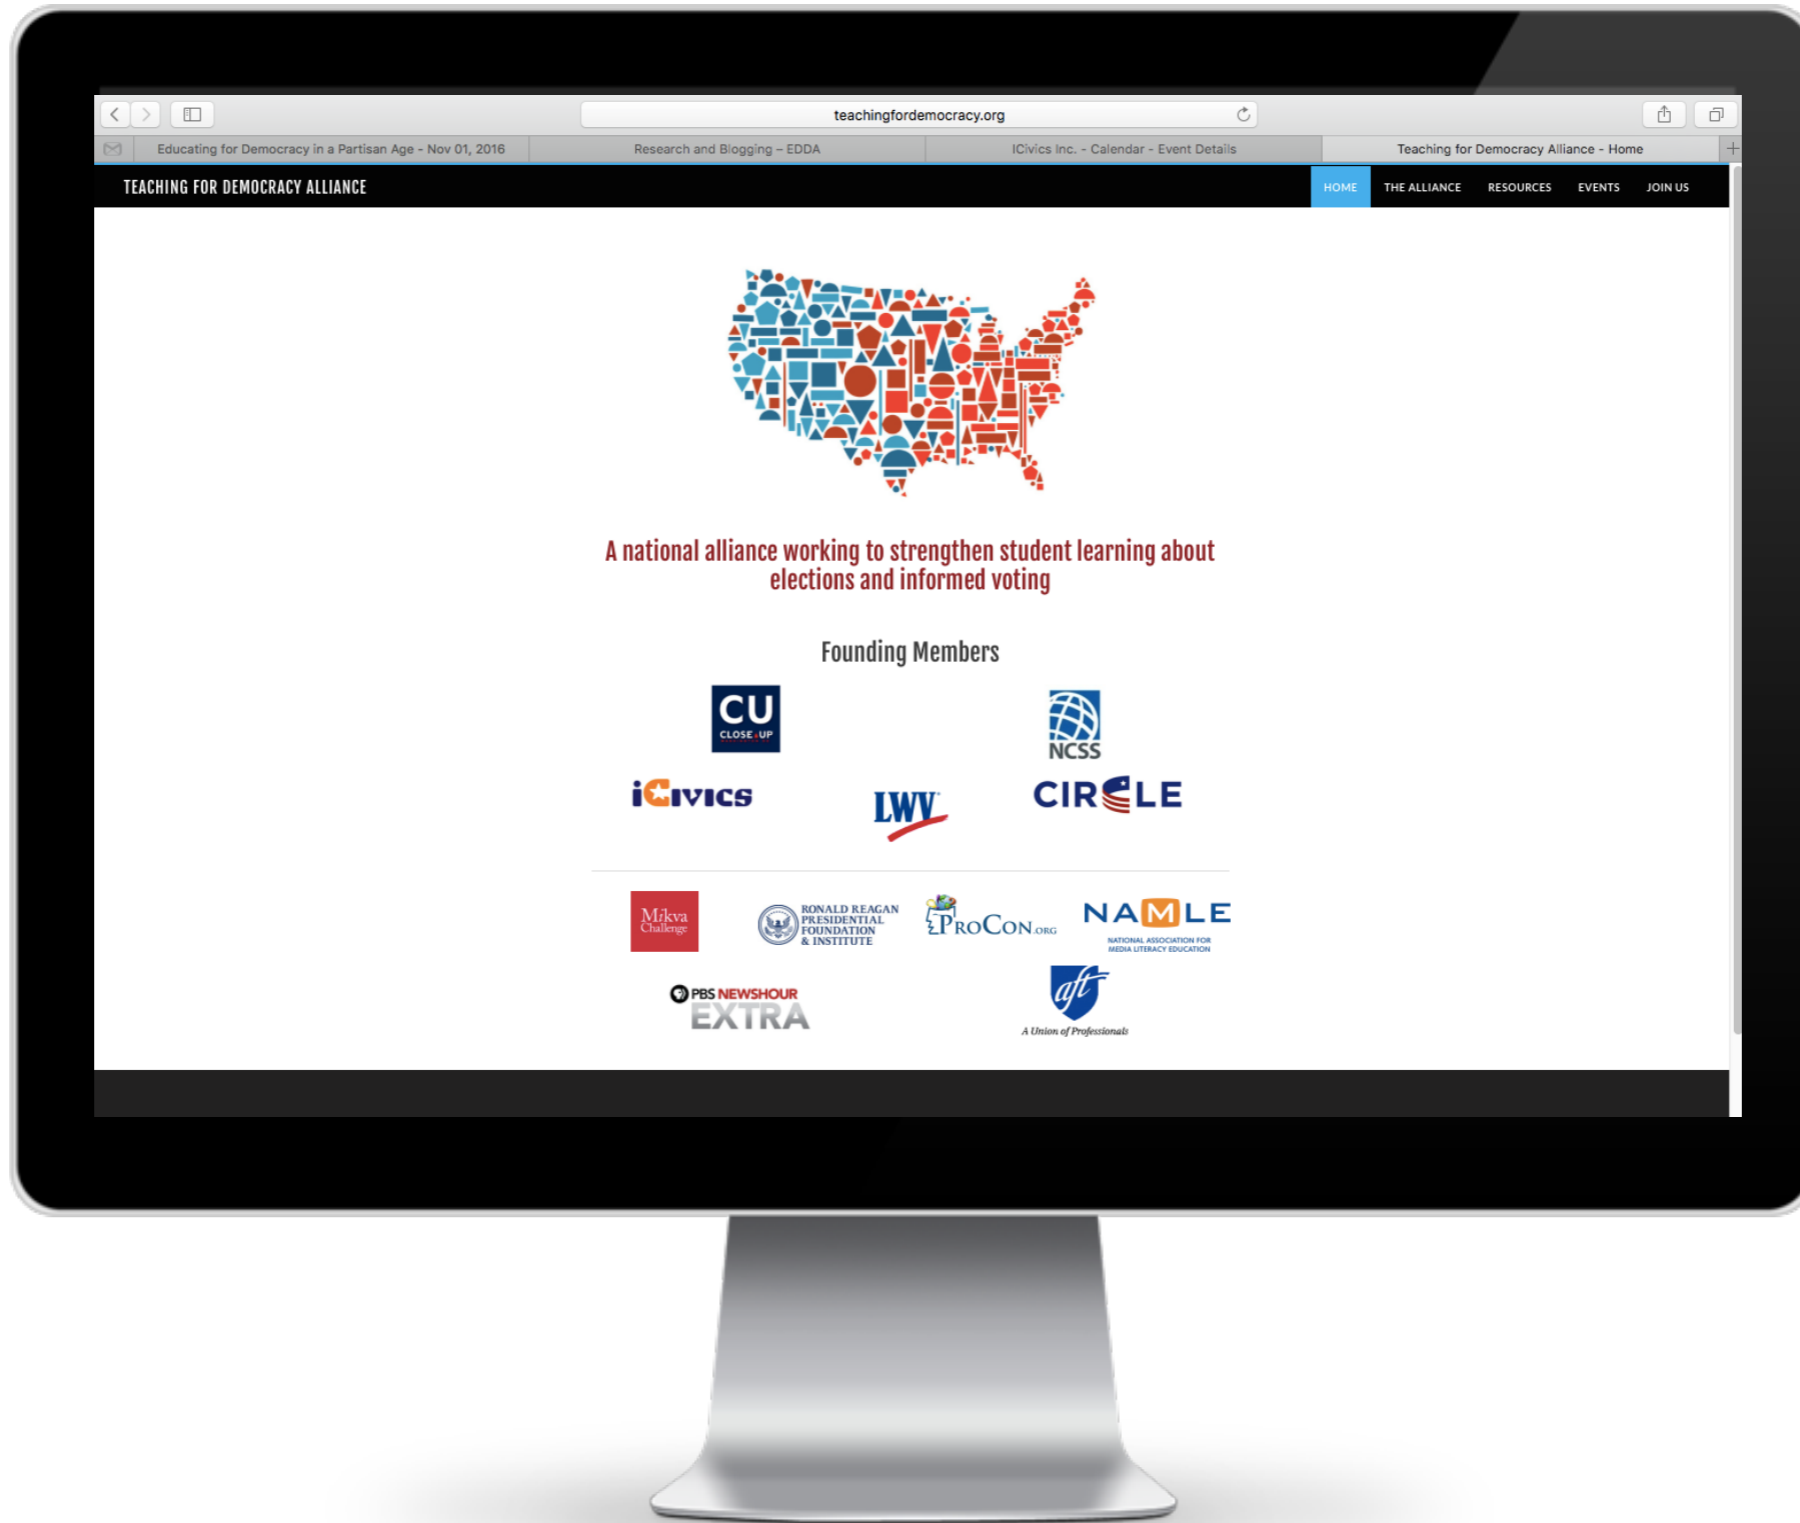 teachingfordemocracy.org
Educating for Democracy in a Partisan Age - Nov 01, 2016
Research and Blogging – EDDA
ICivics Inc. - Calendar - Event Details
Teaching for Democracy Alliance - Home
TEACHING FOR DEMOCRACY ALLIANCE
HOME THE ALLIANCE RESOURCES EVENTS JOIN US
A national alliance working to strengthen student learning about
elections and informed voting
Founding Members
CU
CLOSE UP
NCSS
iCIVICS
LWV
CIRCLE
Mikva
Challenge
RONALD REAGAN
PRESIDENTIAL
FOUNDATION
& INSTITUTE
PROCON.ORG
NAMLE
NATIONAL ASSOCIATION FOR
MEDIA LITERACY EDUCATION
PBS NEWSHOUR
EXTRA
aft
A Union of Professionals